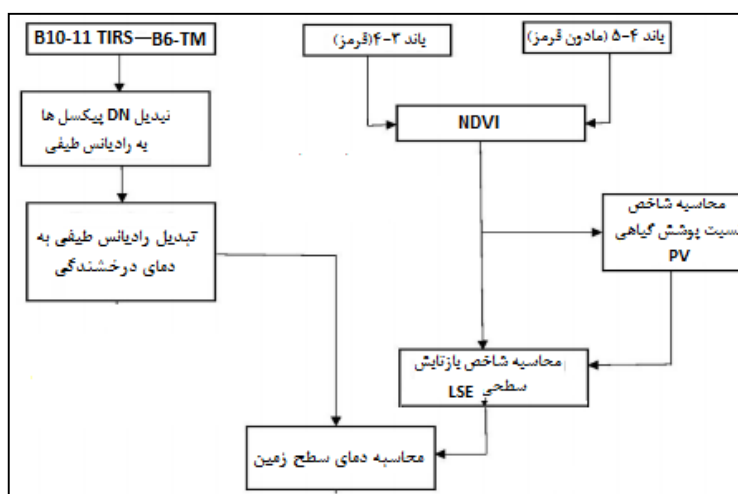 B10-11 TIRS—B6-TM
باند ۳-۴(قرمز)
باند ۴-۵ (مادون قرمز)
تبدیل DN پیکسل ها
به رادیانس طیفی
NDVI
تبدیل رادیانس طیفی به
دمای درخشندگی
محاسبه شاخص
نسبت پوشش گیاهی
PV
محاسبه شاخص بازتابش
سطحی LSE
محاسبه دمای سطح زمین